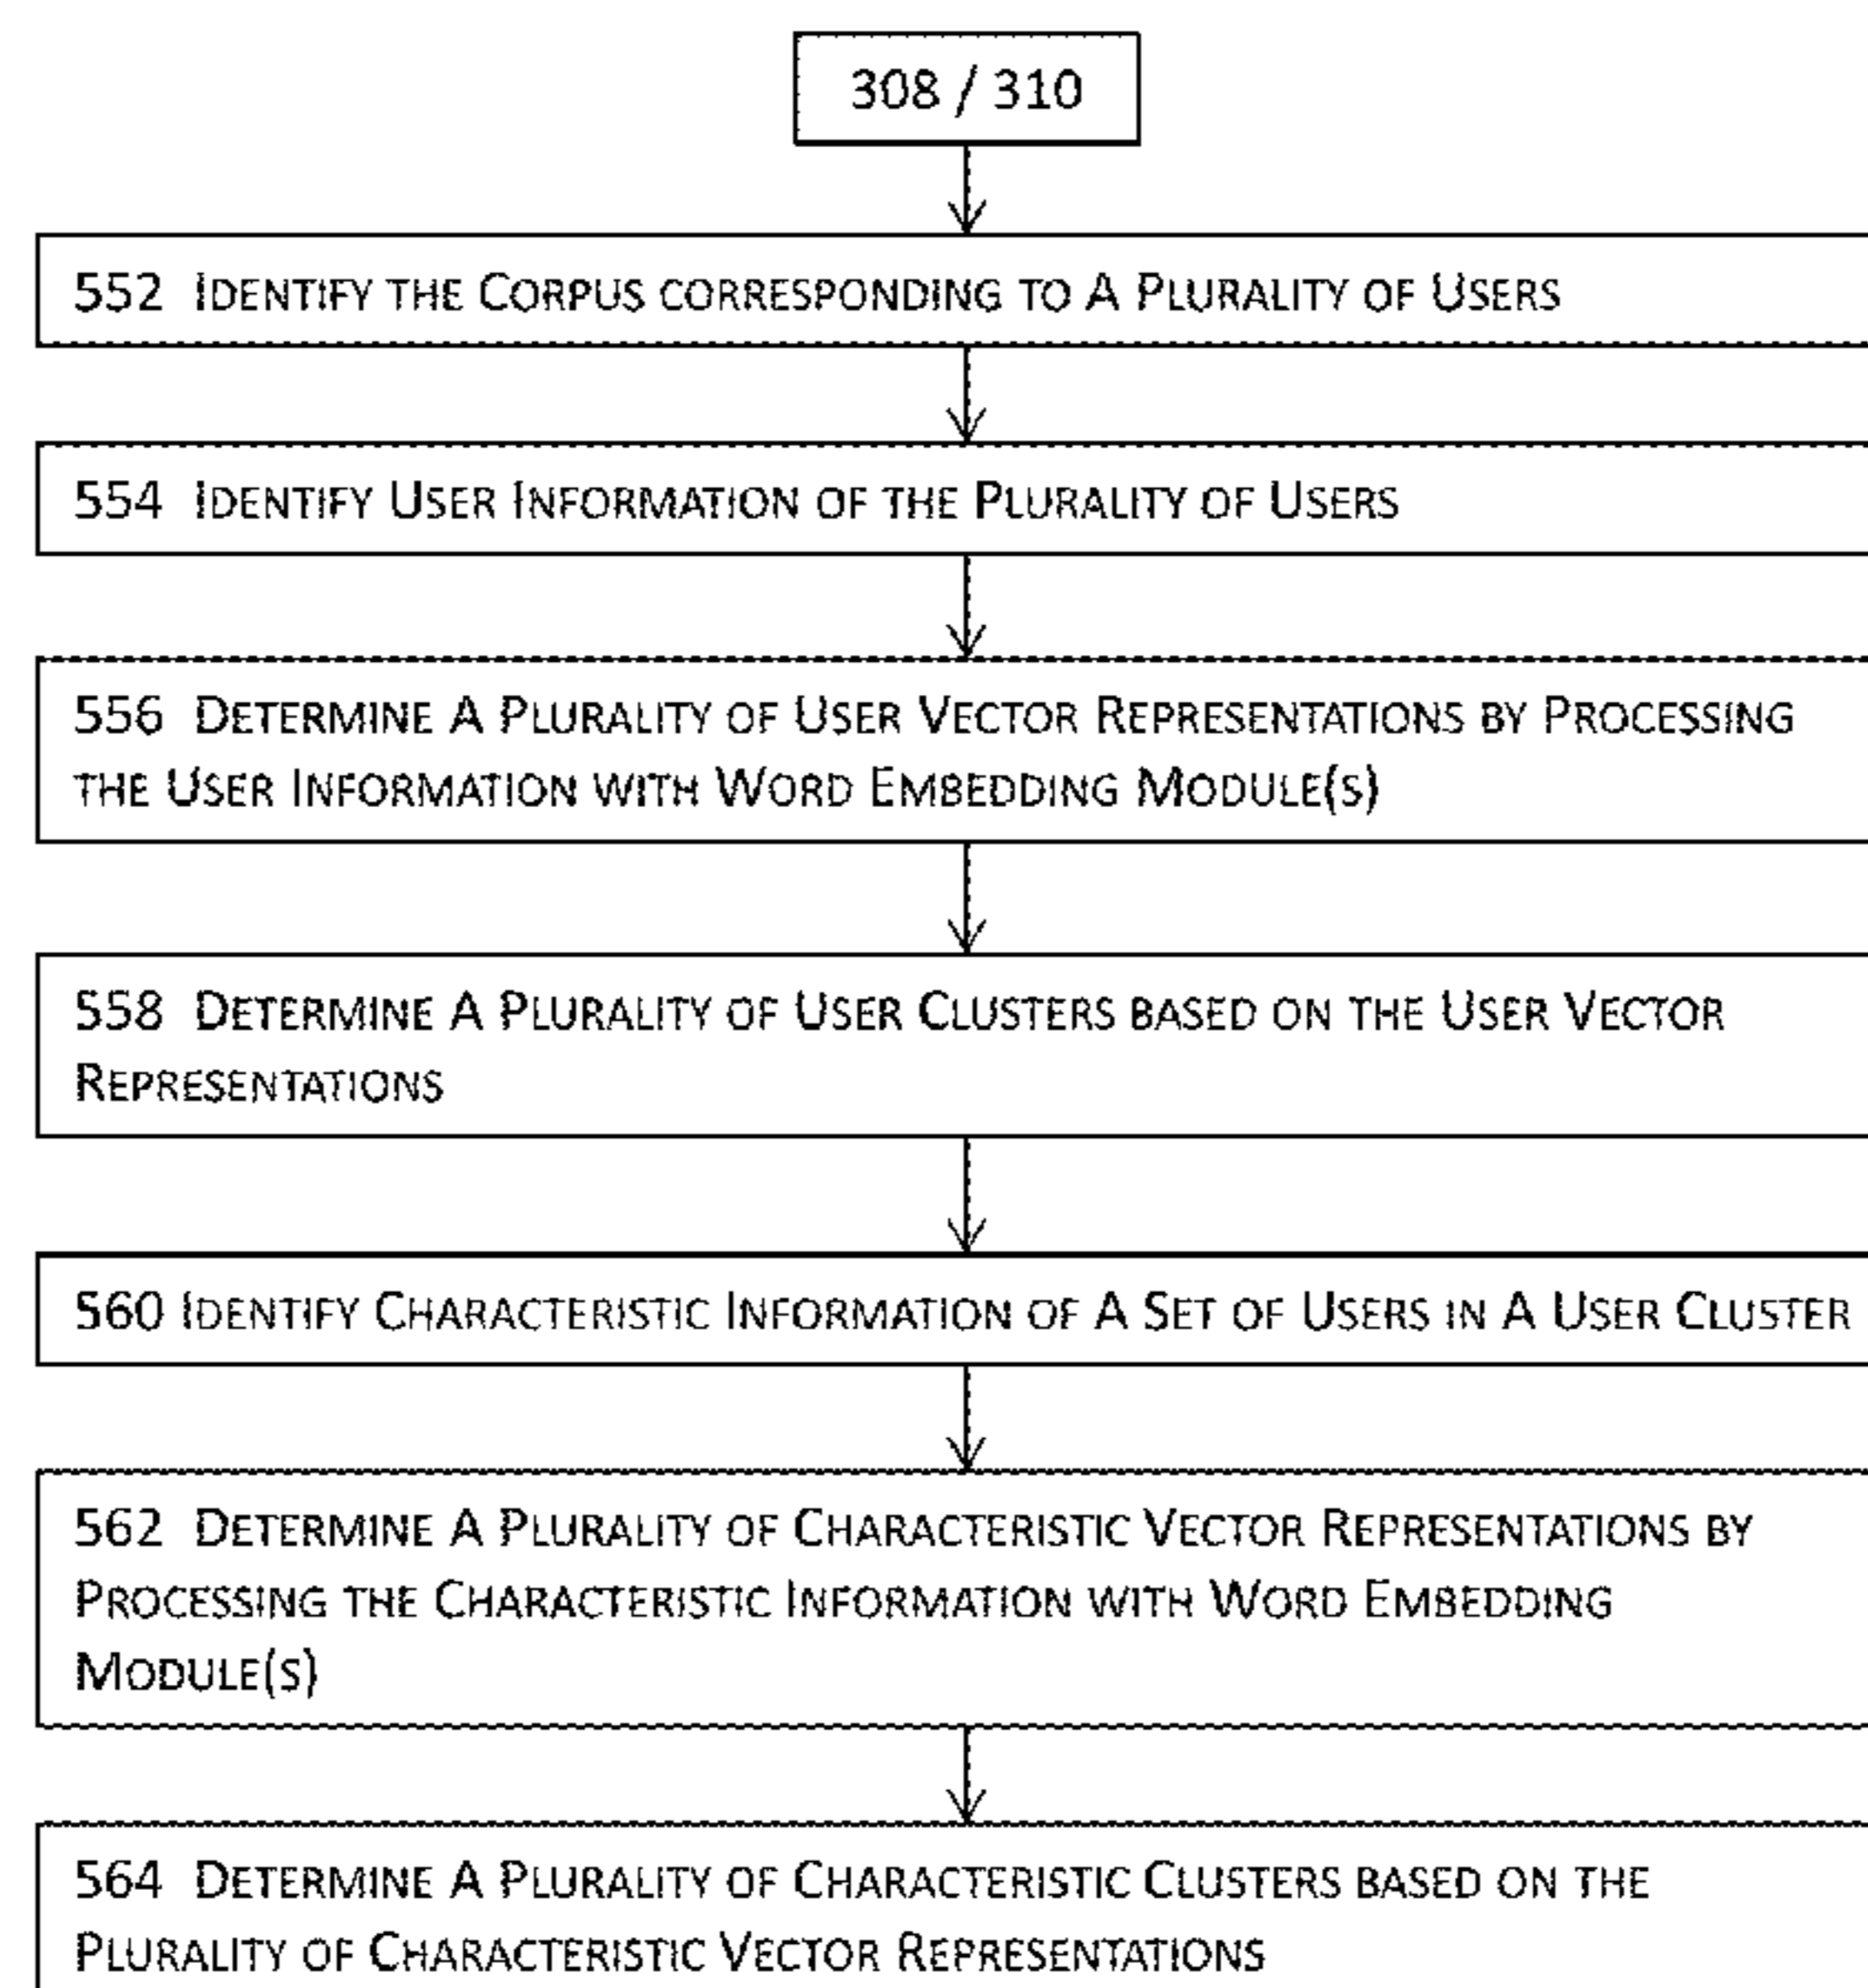 308 / 310
552 Identify the Corpus corresponding to A Plurality of Users
554 Identify User Information of the Plurality of Users
556 Determine A Plurality of User Vector Representations by Processing
the User Information with Word Embedding Module(s)
558 Determine A Plurality of User Clusters based on the User Vector
Representations
560 Identify Characteristic Information of A Set of Users in A User Cluster
562 Determine A Plurality of Characteristic Vector Representations by
Processing the Characteristic Information with Word Embedding
Module(s)
564 Determine A Plurality of Characteristic Clusters based on the
Plurality of Characteristic Vector Representations